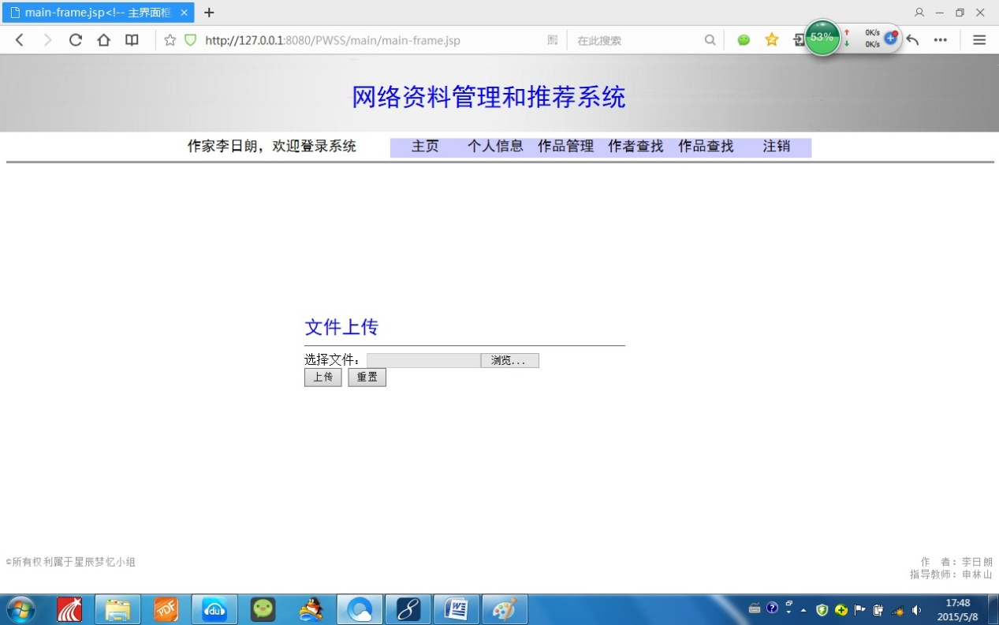 main-frame.jsp<!-- 主界面框
http://127.0.0.1:8080/PWSS/main/main-frame.jsp
在此搜索
53%
0K/s
0K/s
网络资料管理和推荐系统
作家李日朗，欢迎登录系统
主页 个人信息 作品管理 作者查找 作品查找 注销
文件上传
选择文件： 浏览...
上传 重置
©所有权利属于星辰梦忆小组
作 者：李日朗
指导教师：申林山
PDF
du
17:48
2015/5/8